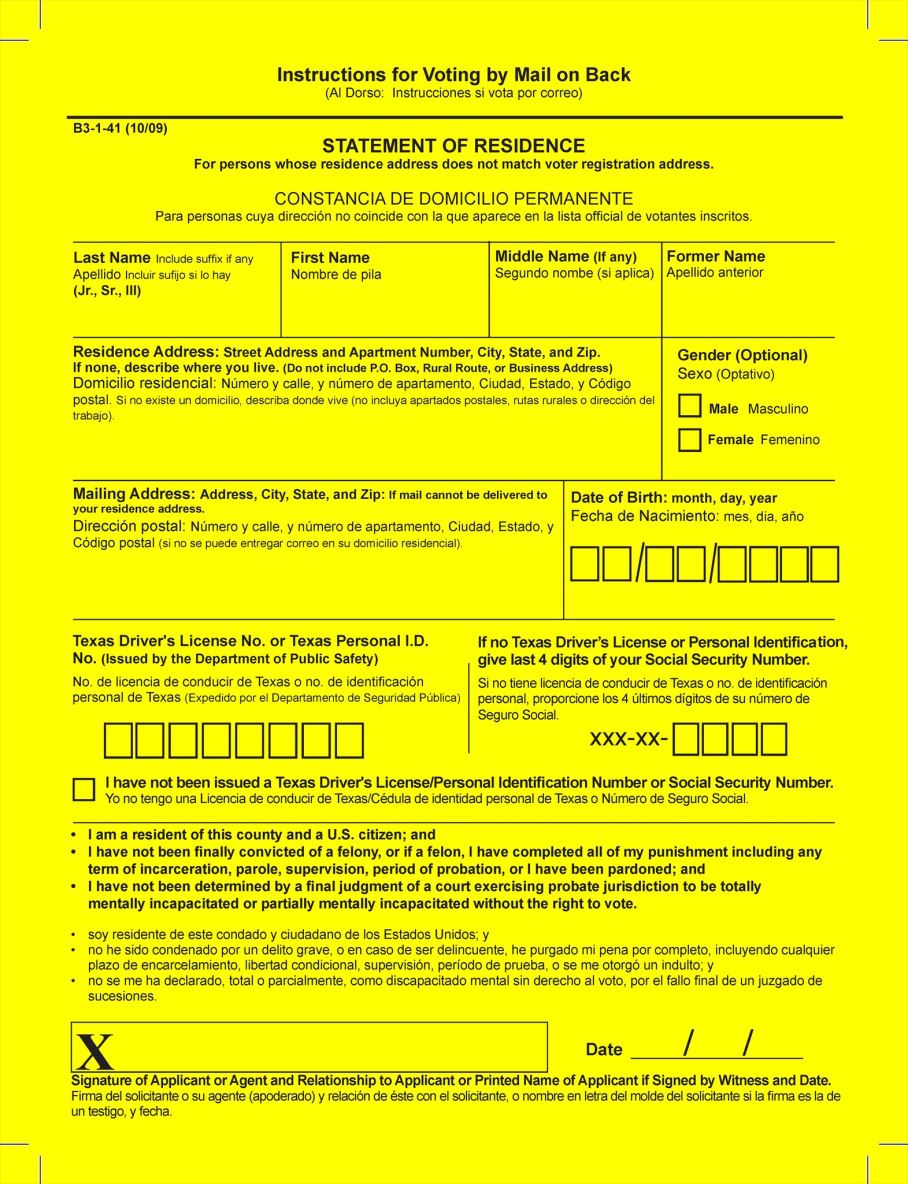 Instructions for Voting by Mail on Back
(Al Dorso: Instrucciones si vota por correo)
B3-1-41 (10/09)
STATEMENT OF RESIDENCE
For persons whose residence address does not match voter registration address.
CONSTANCIA DE DOMICILIO PERMANENTE
Para personas cuya dirección no coincide con la que aparece en la lista official de votantes inscritos.
Last Name Include suffix if any
Apellido Incluir sufijo si lo hay
(Jr., Sr., III)
First Name
Nombre de pila
Middle Name (If any)
Segundo nombe (si aplica)
Former Name
Apellido anterior
Residence Address: Street Address and Apartment Number, City, State, and Zip.
If none, describe where you live. (Do not include P.O. Box, Rural Route, or Business Address)
Domicilio residencial: Número y calle, y número de apartamento, Ciudad, Estado, y Código
postal. Si no existe un domicilio, describa donde vive (no incluya apartados postales, rutas rurales o dirección del
trabajo).
Gender (Optional)
Sexo (Optativo)
Male Masculino
Female Femenino
Mailing Address: Address, City, State, and Zip: If mail cannot be delivered to
your residence address.
Dirección postal: Número y calle, y número de apartamento, Ciudad, Estado, y
Código postal (si no se puede entregar correo en su domicilio residencial).
Date of Birth: month, day, year
Fecha de Nacimiento: mes, dia, año
/ /
Texas Driver's License No. or Texas Personal I.D.
No. (Issued by the Department of Public Safety)
No. de licencia de conducir de Texas o no. de identificación
personal de Texas (Expedido por el Departamento de Seguridad Pública)
If no Texas Driver's License or Personal Identification,
give last 4 digits of your Social Security Number.
Si no tiene licencia de conducir de Texas o no. de identificación
personal, proporcione los 4 últimos dígitos de su número de
Seguro Social.
XXX-XX-
I have not been issued a Texas Driver's License/Personal Identification Number or Social Security Number.
Yo no tengo una Licencia de conducir de Texas/Cédula de identidad personal de Texas o Número de Seguro Social.
• I am a resident of this county and a U.S. citizen; and
• I have not been finally convicted of a felony, or if a felon, I have completed all of my punishment including any
term of incarceration, parole, supervision, period of probation, or I have been pardoned; and
• I have not been determined by a final judgment of a court exercising probate jurisdiction to be totally
mentally incapacitated or partially mentally incapacitated without the right to vote.
• soy residente de este condado y ciudadano de los Estados Unidos; y
• no he sido condenado por un delito grave, o en caso de ser delincuente, he purgado mi pena por completo, incluyendo cualquier
plazo de encarcelamiento, libertad condicional, supervisión, período de prueba, o se me otorgó un indulto; y
• no se me ha declarado, total o parcialmente, como discapacitado mental sin derecho al voto, por el fallo final de un juzgado de
sucesiones.
X
Date / /
Signature of Applicant or Agent and Relationship to Applicant or Printed Name of Applicant if Signed by Witness and Date.
Firma del solicitante o su agente (apoderado) y relación de éste con el solicitante, o nombre en letra del molde del solicitante si la firma es la de
un testigo, y fecha.